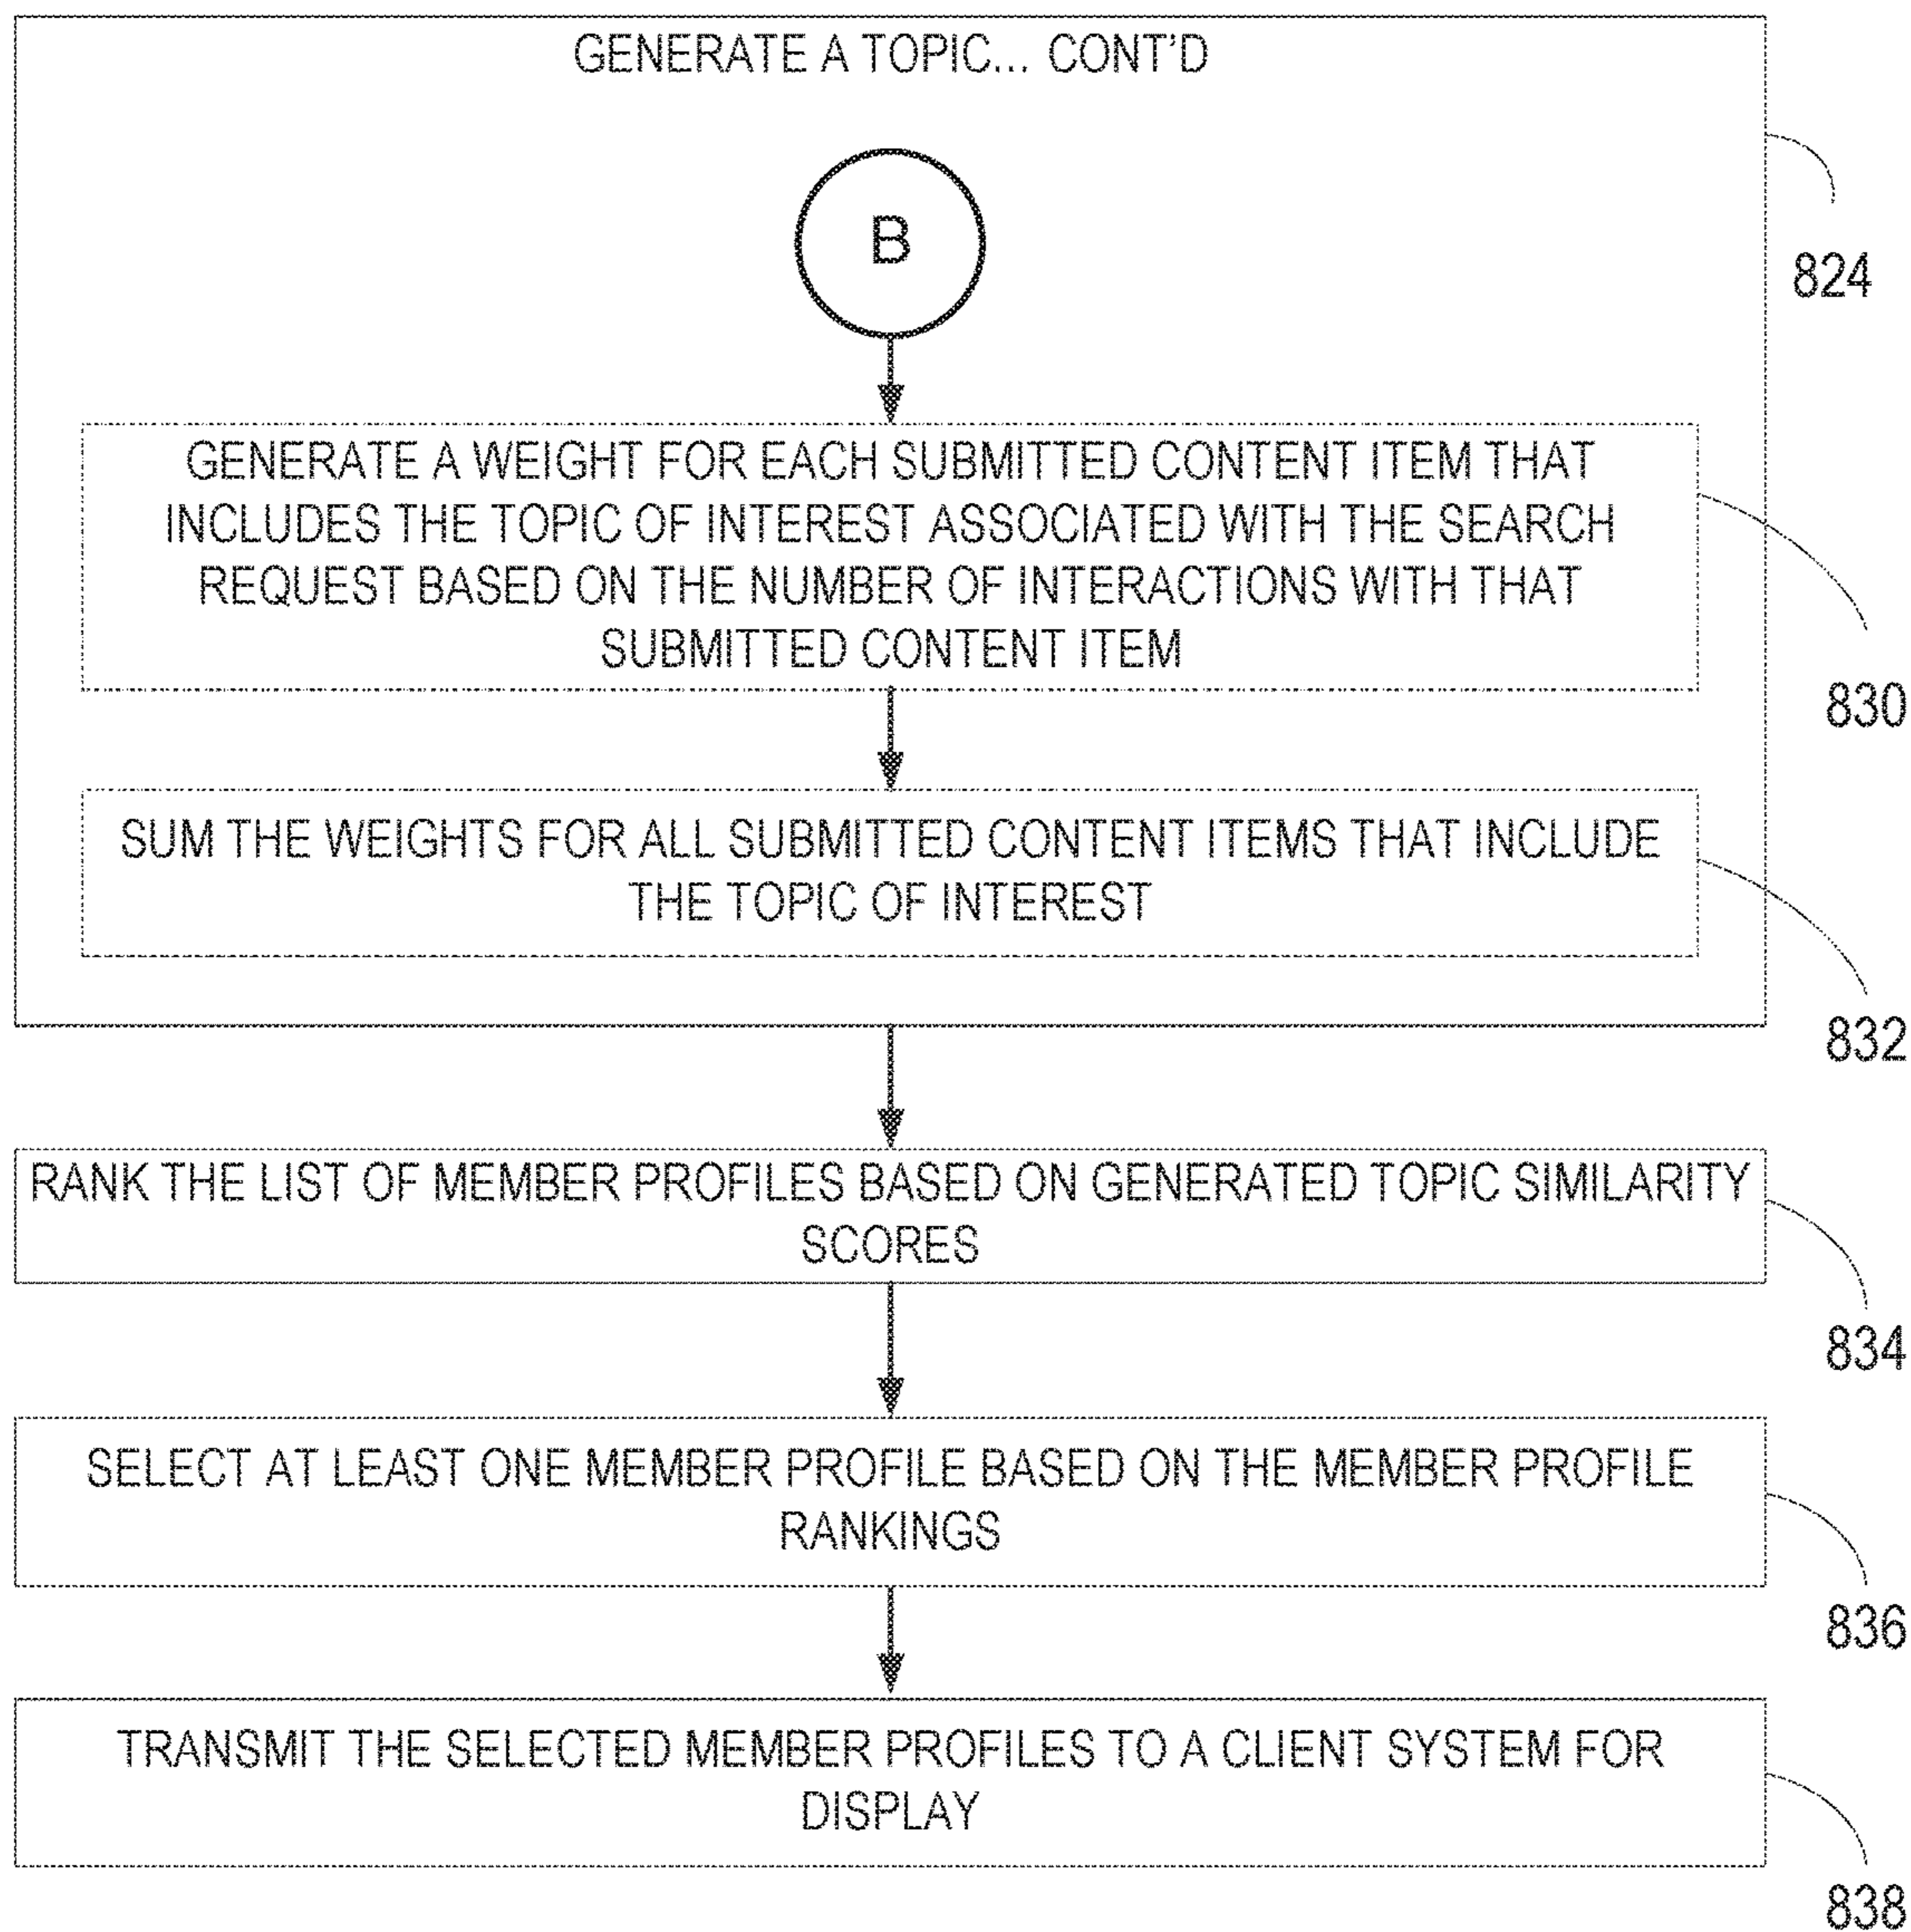 GENERATE A TOPIC... CONT'D
B
824
GENERATE A WEIGHT FOR EACH SUBMITTED CONTENT ITEM THAT
INCLUDES THE TOPIC OF INTEREST ASSOCIATED WITH THE SEARCH
REQUEST BASED ON THE NUMBER OF INTERACTIONS WITH THAT
SUBMITTED CONTENT ITEM
830
SUM THE WEIGHTS FOR ALL SUBMITTED CONTENT ITEMS THAT INCLUDE
THE TOPIC OF INTEREST
832
RANK THE LIST OF MEMBER PROFILES BASED ON GENERATED TOPIC SIMILARITY
SCORES
834
SELECT AT LEAST ONE MEMBER PROFILE BASED ON THE MEMBER PROFILE
RANKINGS
836
TRANSMIT THE SELECTED MEMBER PROFILES TO A CLIENT SYSTEM FOR
DISPLAY
838